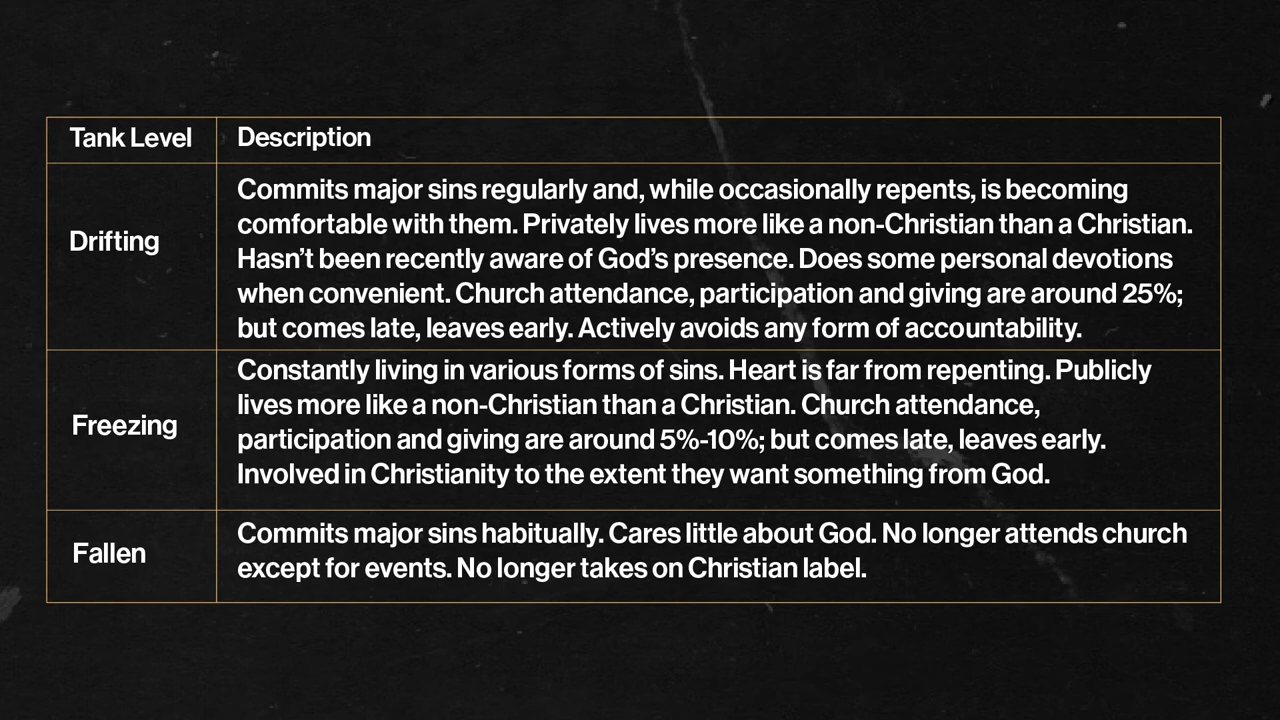 Tank Level
Description
Drifting
Commits major sins regularly and, while occasionally repents, is becoming
comfortable with them. Privately lives more like a non-Christian than a Christian.
Hasn’t been recently aware of God’s presence. Does some personal devotions
when convenient. Church attendance, participation and giving are around 25%;
but comes late, leaves early. Actively avoids any form of accountability.
Freezing
Constantly living in various forms of sins. Heart is far from repenting. Publicly
lives more like a non-Christian than a Christian. Church attendance,
participation and giving are around 5%-10%; but comes late, leaves early.
Involved in Christianity to the extent they want something from God.
Fallen
Commits major sins habitually. Cares little about God. No longer attends church
except for events. No longer takes on Christian label.